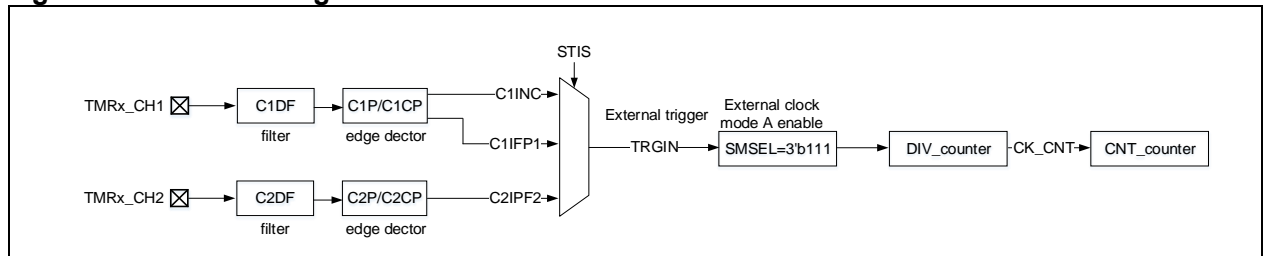 STIS
TMRx_CH1
C1DF
filter
C1P/C1CP
edge dector
C1INC
C1IFP1
External trigger
TRGIN
External clock
mode A enable
SMSEL=3'b111
DIV_counter
CK_CNT
CNT_counter
TMRx_CH2
C2DF
filter
C2P/C2CP
edge dector
C2IPF2